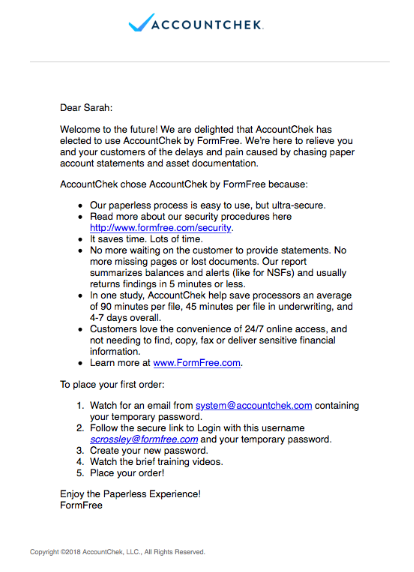 ACCOUNTCHEK
Dear Sarah:
Welcome to the future! We are delighted that AccountChek has
elected to use AccountChek by FormFree. We're here to relieve you
and your customers of the delays and pain caused by chasing paper
account statements and asset documentation.
AccountChek chose AccountChek by FormFree because:
• Our paperless process is easy to use, but ultra-secure.
• Read more about our security procedures here
http://www.formfree.com/security.
• It saves time. Lots of time.
• No more waiting on the customer to provide statements. No
more missing pages or lost documents. Our report
summarizes balances and alerts (like for NSFs) and usually
returns findings in 5 minutes or less.
• In one study, AccountChek help save processors an average
of 90 minutes per file, 45 minutes per file in underwriting, and
4-7 days overall.
• Customers love the convenience of 24/7 online access, and
not needing to find, copy, fax or deliver sensitive financial
information.
• Learn more at www.FormFree.com.
To place your first order:
1. Watch for an email from system@accountchek.com containing
your temporary password.
2. Follow the secure link to Login with this username
scrossley@formfree.com and your temporary password.
3. Create your new password.
4. Watch the brief training videos.
5. Place your order!
Enjoy the Paperless Experience!
FormFree
Copyright ©2018 AccountChek, LLC., All Rights Reserved.